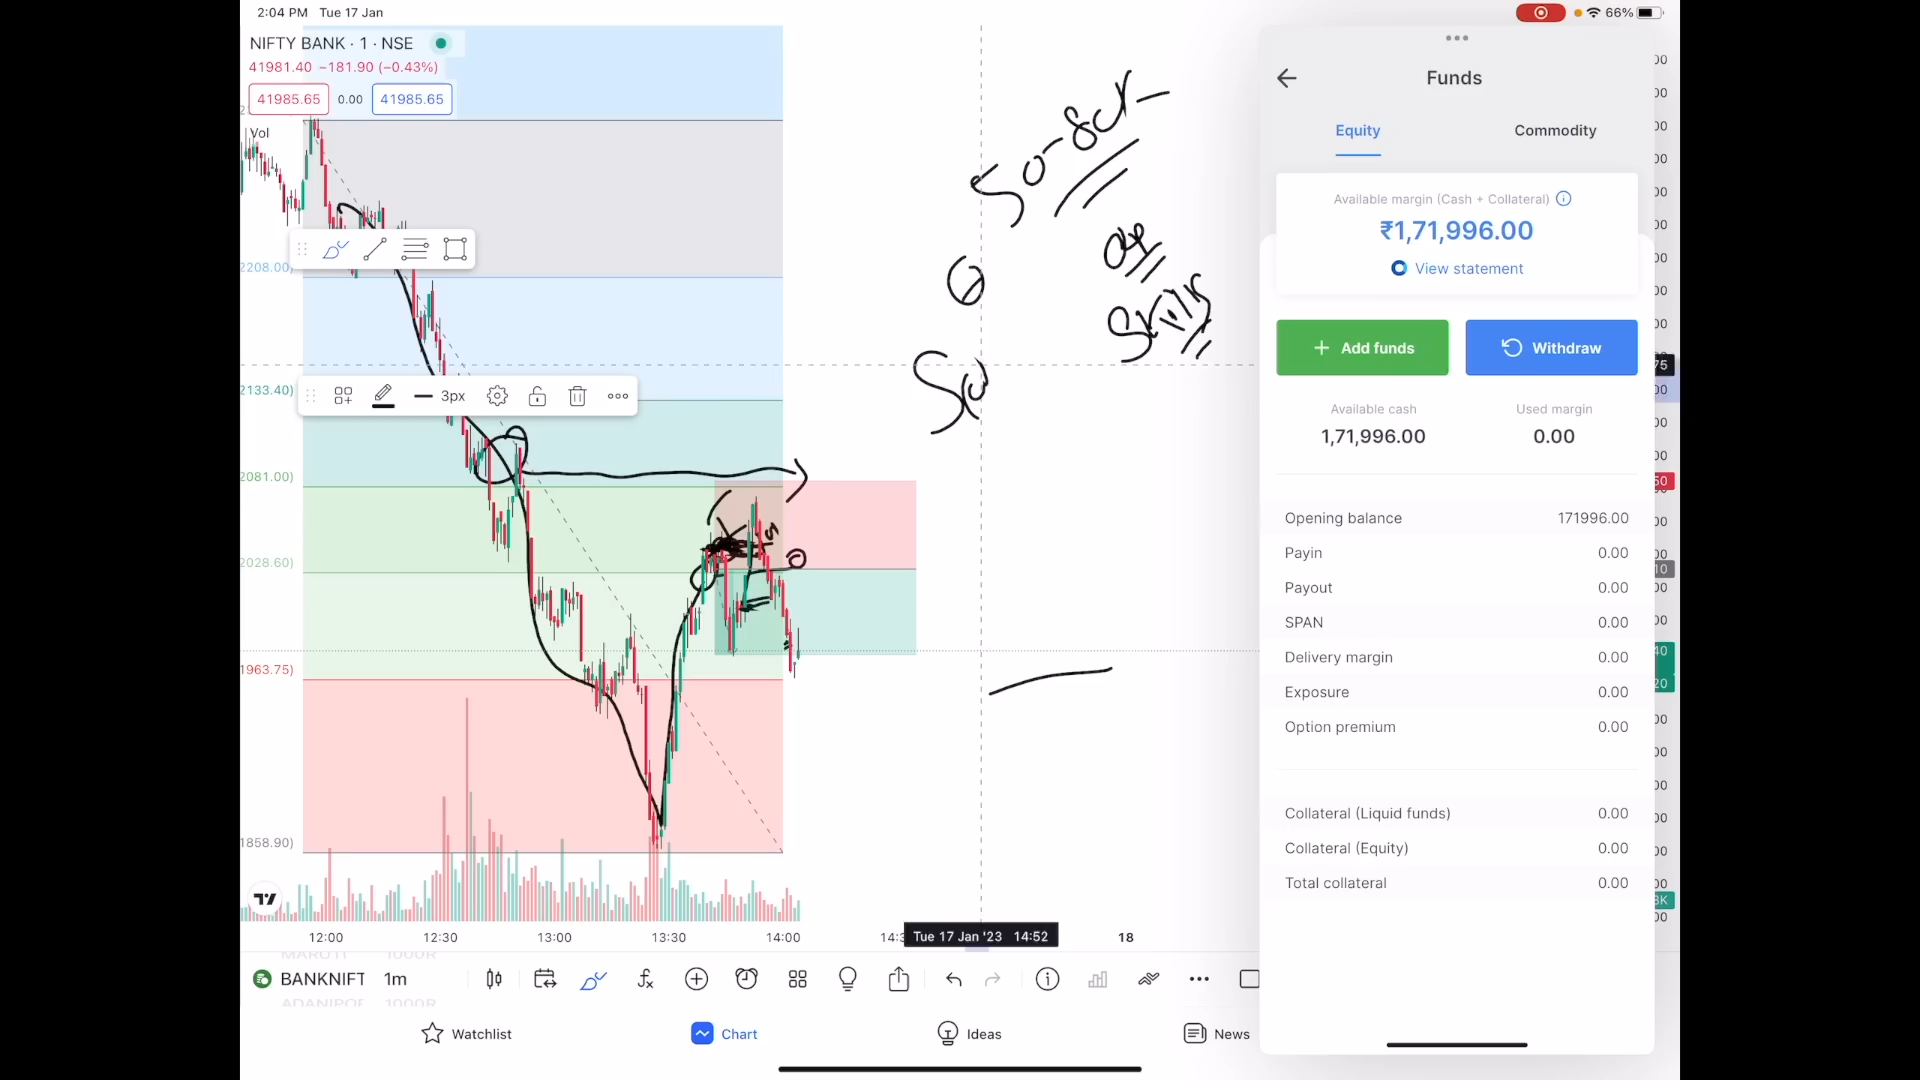 2:04 PM Tue 17 Jan
66%
NIFTY BANK · 1 · NSE
41981.40 −181.90 (−0.43%)
41985.65 0.00 41985.65
Vol
2208.00)
2133.40)
3px
2081.00)
2028.60)
1963.75)
1858.90)
12:00 12:30 13:00 13:30 14:00 14:3 Tue 17 Jan '23 14:52 18
MARUTI 1000R
BANKNIFT 1m
ADANIPOF 1000R
Watchlist Chart Ideas News
Funds
Equity Commodity
Available margin (Cash + Collateral)
₹1,71,996.00
View statement
+ Add funds Withdraw
Available cash Used margin
1,71,996.00 0.00
Opening balance 171996.00
Payin 0.00
Payout 0.00
SPAN 0.00
Delivery margin 0.00
Exposure 0.00
Option premium 0.00
Collateral (Liquid funds) 0.00
Collateral (Equity) 0.00
Total collateral 0.00